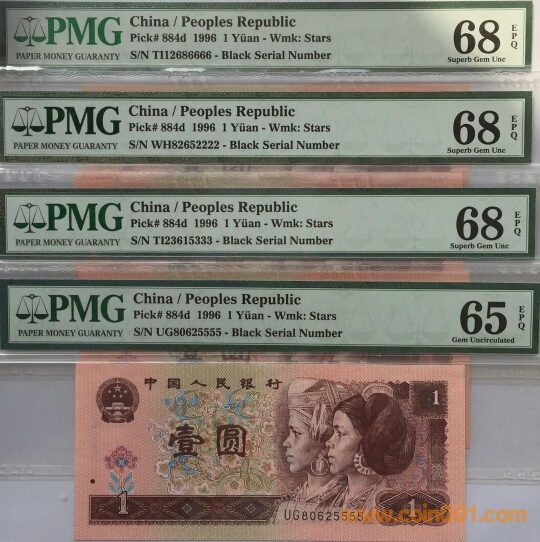 PMG
PAPER MONEY GUARANTY
China / Peoples Republic
Pick# 884d 1996 1 Yüan - Wmk: Stars
S/N TI12686666 - Black Serial Number
68 EPQ
Superb Gem Unc
PMG
PAPER MONEY GUARANTY
China / Peoples Republic
Pick# 884d 1996 1 Yüan - Wmk: Stars
S/N WH82652222 - Black Serial Number
68 EPQ
Superb Gem Unc
PMG
PAPER MONEY GUARANTY
China / Peoples Republic
Pick# 884d 1996 1 Yüan - Wmk: Stars
S/N TI23615333 - Black Serial Number
68 EPQ
Superb Gem Unc
PMG
PAPER MONEY GUARANTY
China / Peoples Republic
Pick# 884d 1996 1 Yüan - Wmk: Stars
S/N UG80625555 - Black Serial Number
65 EPQ
Gem Uncirculated
中国人民银行
1
壹圆
1
1
UG80625555
www.coin001.com